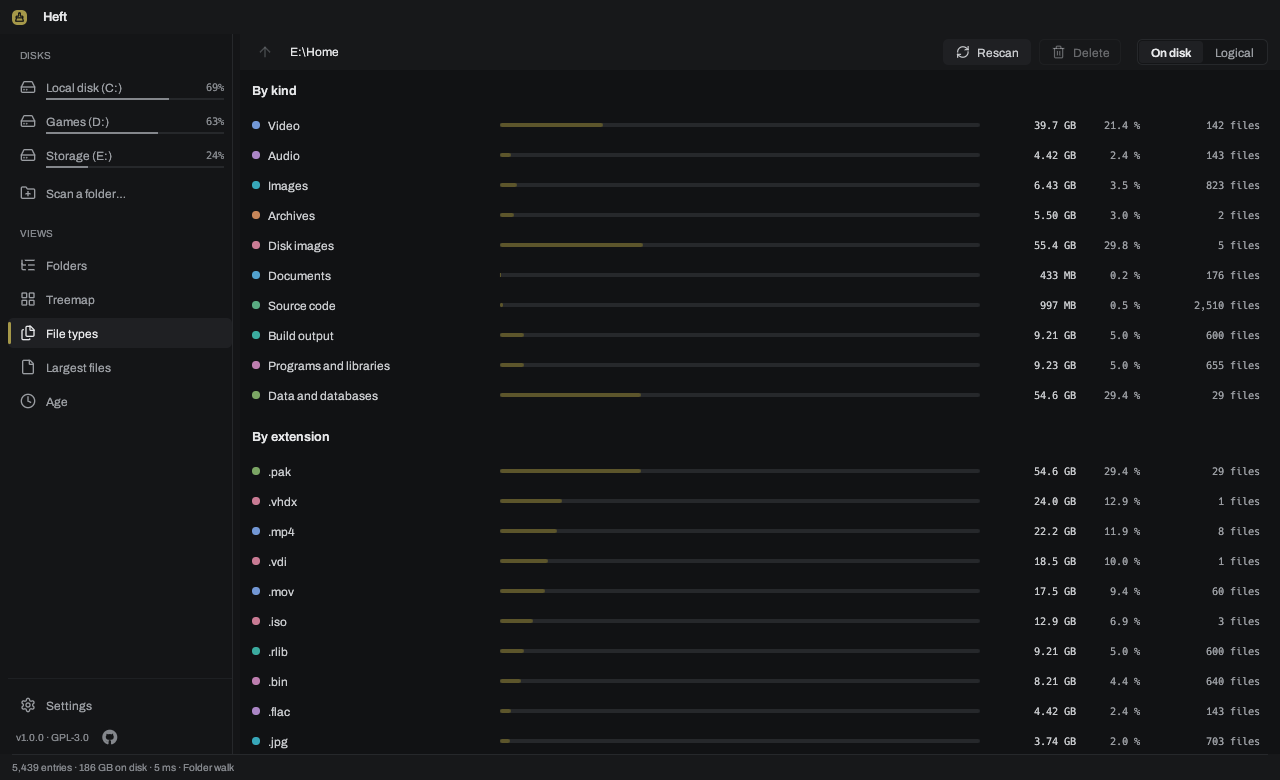 Heft
DISKS
Local disk (C:) 69%
Games (D:) 63%
Storage (E:) 24%
Scan a folder...
VIEWS
Folders
Treemap
File types
Largest files
Age
Settings
v1.0.0 · GPL-3.0
E:\Home
Rescan Delete On disk Logical
By kind
Video 39.7 GB 21.4 % 142 files
Audio 4.42 GB 2.4 % 143 files
Images 6.43 GB 3.5 % 823 files
Archives 5.50 GB 3.0 % 2 files
Disk images 55.4 GB 29.8 % 5 files
Documents 433 MB 0.2 % 176 files
Source code 997 MB 0.5 % 2,510 files
Build output 9.21 GB 5.0 % 600 files
Programs and libraries 9.23 GB 5.0 % 655 files
Data and databases 54.6 GB 29.4 % 29 files
By extension
.pak 54.6 GB 29.4 % 29 files
.vhdx 24.0 GB 12.9 % 1 files
.mp4 22.2 GB 11.9 % 8 files
.vdi 18.5 GB 10.0 % 1 files
.mov 17.5 GB 9.4 % 60 files
.iso 12.9 GB 6.9 % 3 files
.rlib 9.21 GB 5.0 % 600 files
.bin 8.21 GB 4.4 % 640 files
.flac 4.42 GB 2.4 % 143 files
.jpg 3.74 GB 2.0 % 703 files
5,439 entries · 186 GB on disk · 5 ms · Folder walk